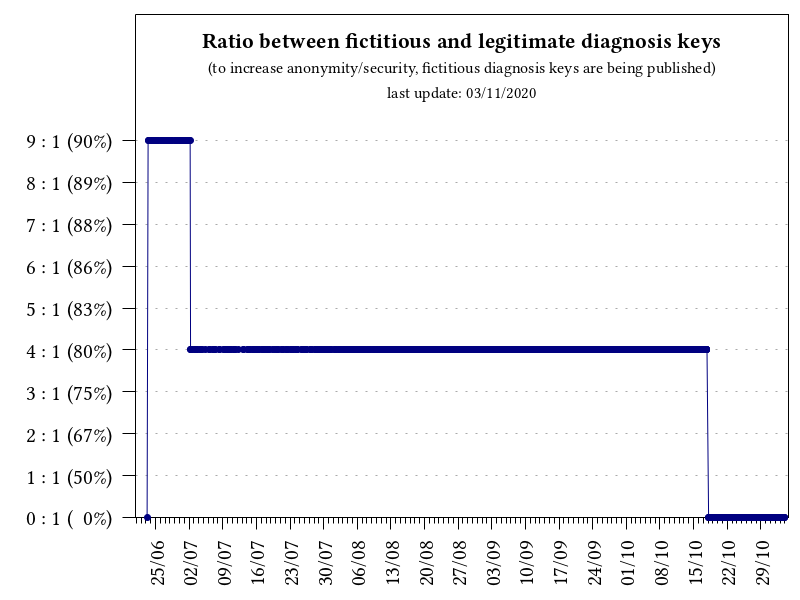 Ratio between fictitious and legitimate diagnosis keys
(to increase anonymity/security, fictitious diagnosis keys are being published)
last update: 03/11/2020
9 : 1 (90%)
8 : 1 (89%)
7 : 1 (88%)
6 : 1 (86%)
5 : 1 (83%)
4 : 1 (80%)
3 : 1 (75%)
2 : 1 (67%)
1 : 1 (50%)
0 : 1 (  0%)
25/06
02/07
09/07
16/07
23/07
30/07
06/08
13/08
20/08
27/08
03/09
10/09
17/09
24/09
01/10
08/10
15/10
22/10
29/10